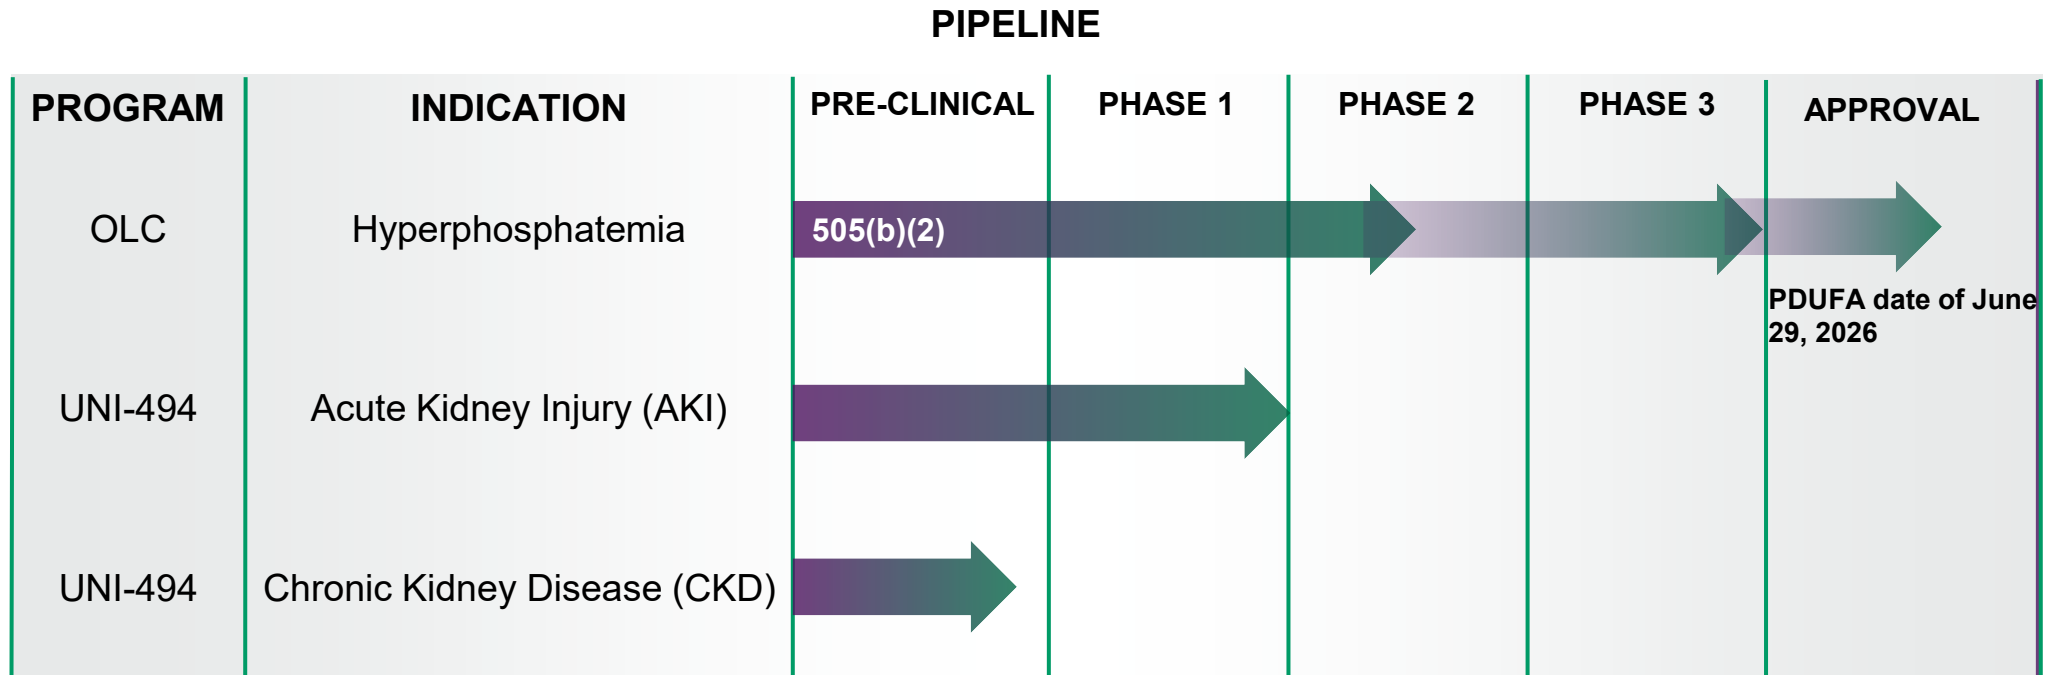 PIPELINE
PROGRAM INDICATION PRE-CLINICAL PHASE 1 PHASE 2 PHASE 3 APPROVAL
OLC Hyperphosphatemia 505(b)(2)
PDUFA date of June
29, 2026
UNI-494 Acute Kidney Injury (AKI)
UNI-494 Chronic Kidney Disease (CKD)